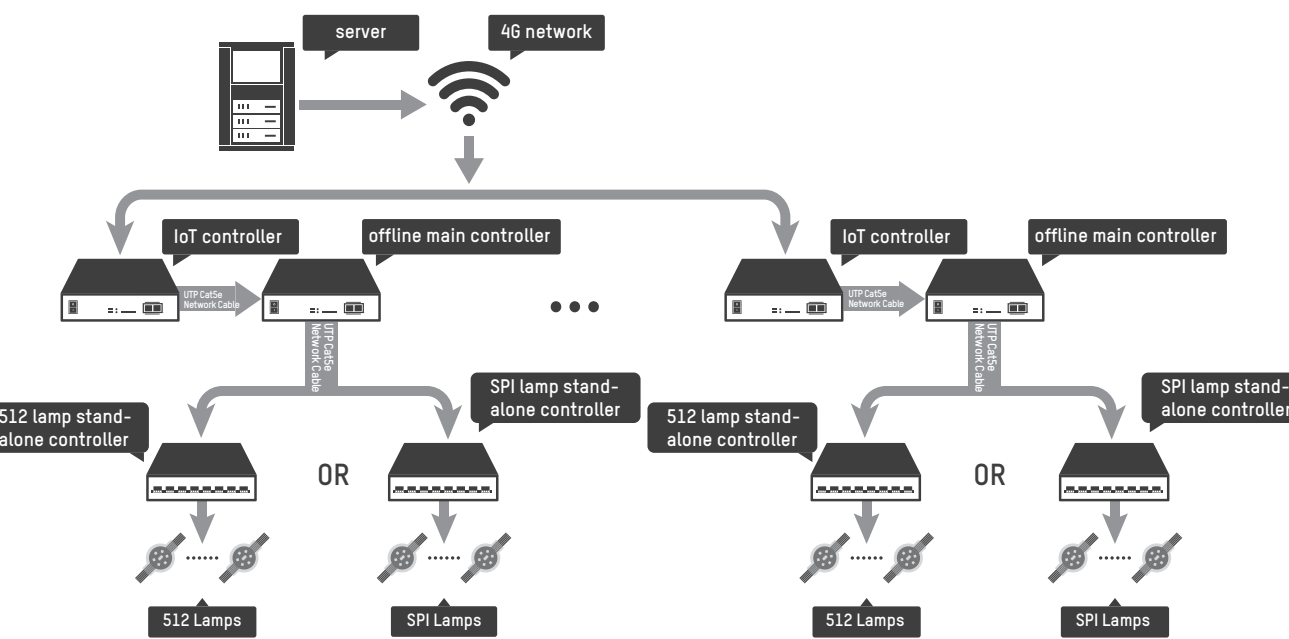 server
4G network
IoT controller
offline main controller
IoT controller
offline main controller
UTP Cat5e
Network Cable
UTP Cat5e
Network Cable
UTP Cat5e
Network Cable
UTP Cat5e
Network Cable
512 lamp stand-
alone controller
SPI lamp stand-
alone controller
512 lamp stand-
alone controller
SPI lamp stand-
alone controller
OR
OR
512 Lamps
SPI Lamps
512 Lamps
SPI Lamps